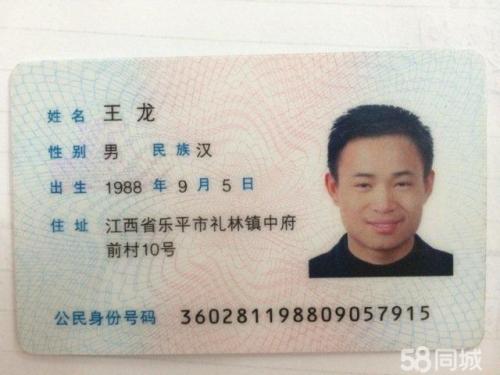 姓名 王龙
性别 男 民族 汉
出生 1988 年 9 月 5 日
住址 江西省乐平市礼林镇中府
前村10号
公民身份号码 360281198809057915
58同城